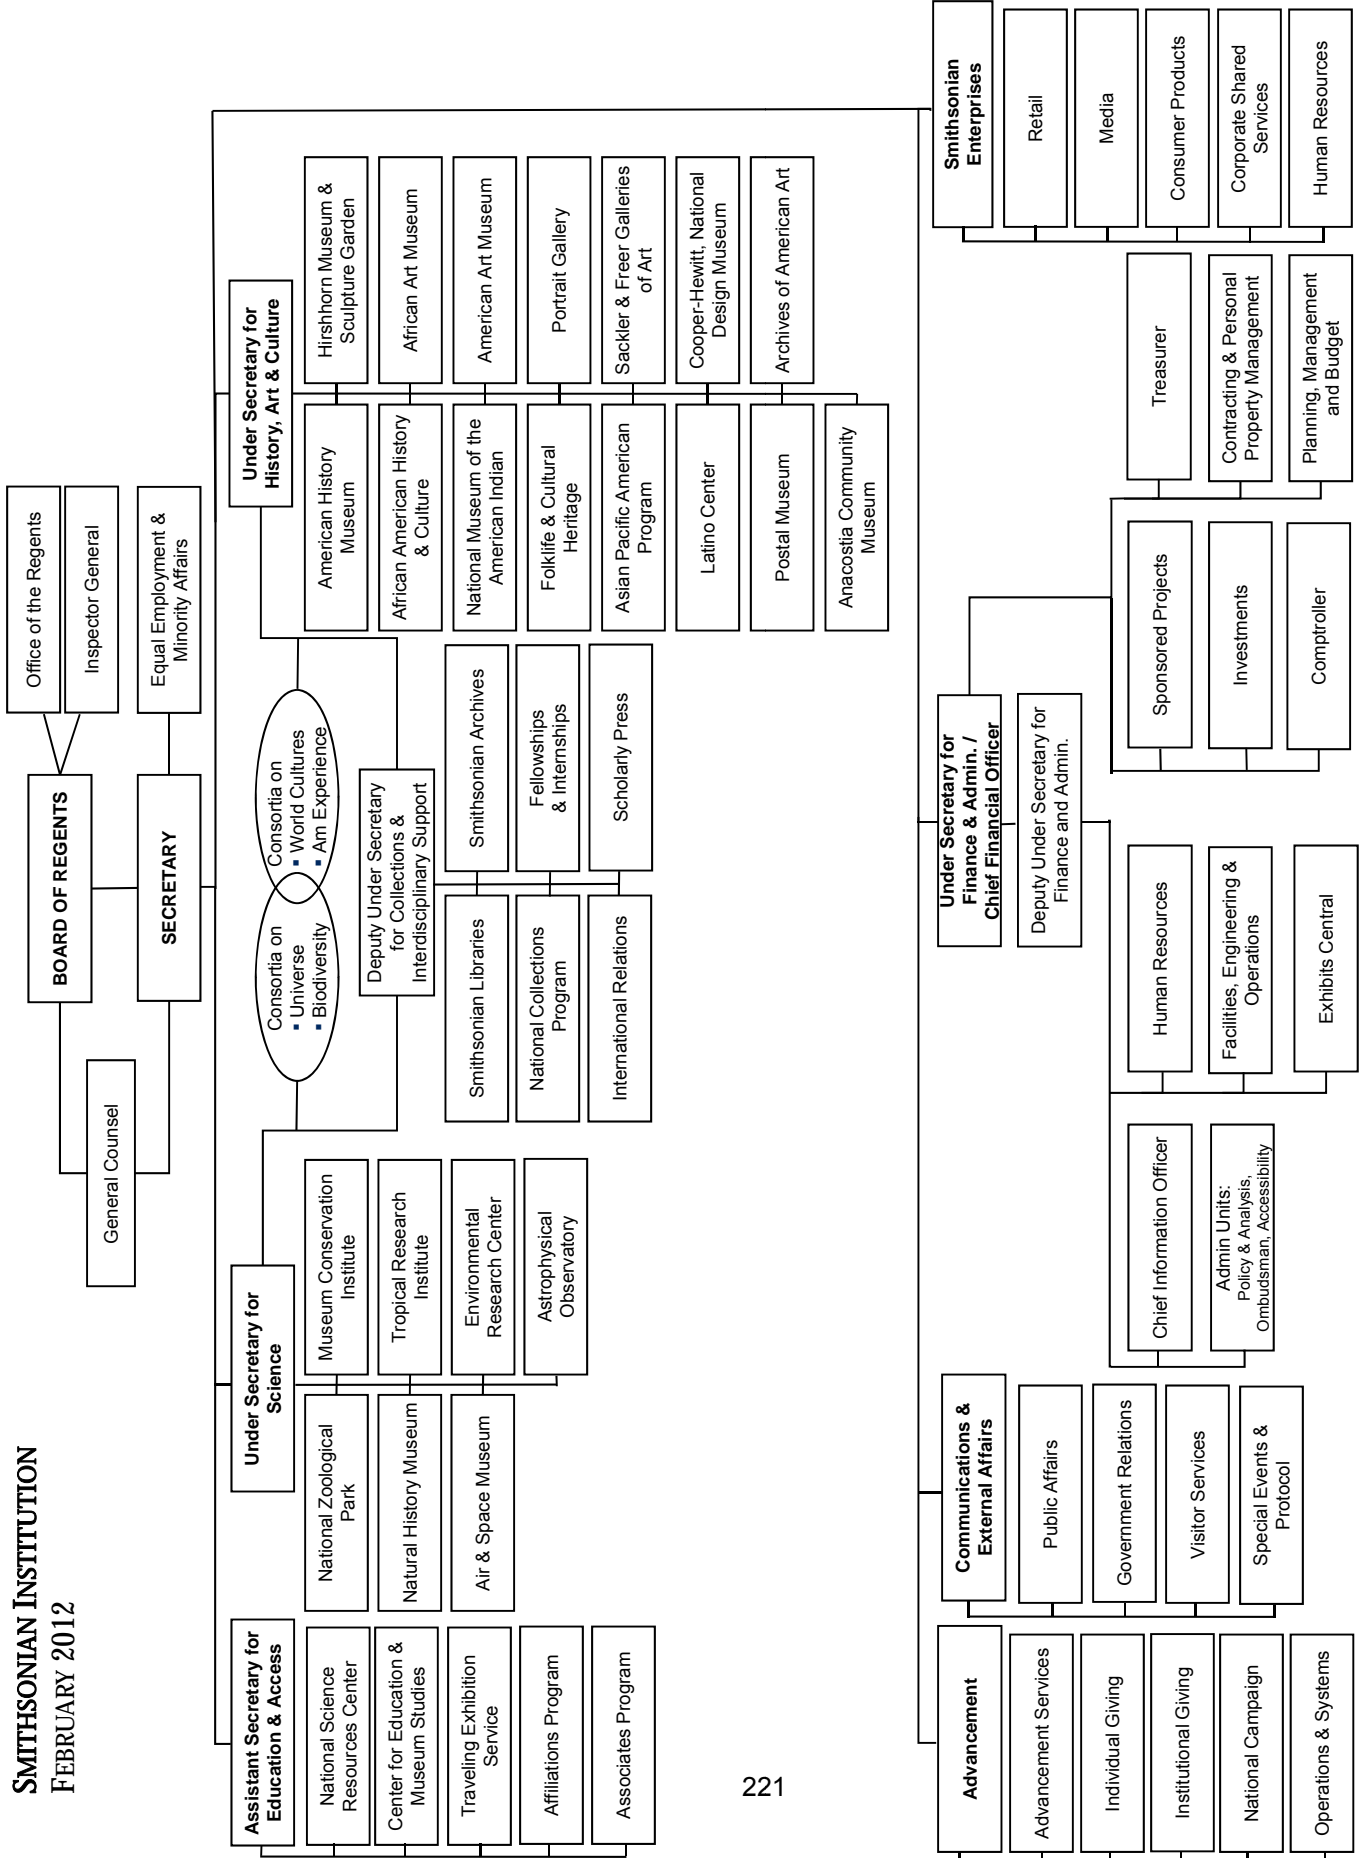 SMITHSONIAN INSTITUTION
FEBRUARY 2012
Office of the Regents
Inspector General
BOARD OF REGENTS
General Counsel
SECRETARY
Equal Employment &
Minority Affairs
Assistant Secretary for
Education & Access
National Science
Resources Center
Center for Education &
Museum Studies
Traveling Exhibition
Service
Affiliations Program
Associates Program
Under Secretary for
Science
National Zoological
Park
Museum Conservation
Institute
Natural History Museum
Tropical Research
Institute
Air & Space Museum
Environmental
Research Center
Astrophysical
Observatory
Consortia on
▪ Universe
▪ Biodiversity
Consortia on
▪ World Cultures
▪ Am Experience
Deputy Under Secretary
for Collections &
Interdisciplinary Support
Smithsonian Libraries
Smithsonian Archives
National Collections
Program
Fellowships
& Internships
International Relations
Scholarly Press
Under Secretary for
History, Art & Culture
American History
Museum
Hirshhorn Museum &
Sculpture Garden
African American History
& Culture
African Art Museum
National Museum of the
American Indian
American Art Museum
Folklife & Cultural
Heritage
Portrait Gallery
Asian Pacific American
Program
Sackler & Freer Galleries
of Art
Latino Center
Cooper-Hewitt, National
Design Museum
Postal Museum
Archives of American Art
Anacostia Community
Museum
Advancement
Advancement Services
Individual Giving
Institutional Giving
National Campaign
Operations & Systems
Communications &
External Affairs
Public Affairs
Government Relations
Visitor Services
Special Events &
Protocol
Under Secretary for
Finance & Admin. /
Chief Financial Officer
Deputy Under Secretary for
Finance and Admin.
Chief Information Officer
Admin Units:
Policy & Analysis,
Ombudsman, Accessibility
Human Resources
Facilities, Engineering &
Operations
Exhibits Central
Sponsored Projects
Investments
Comptroller
Treasurer
Contracting & Personal
Property Management
Planning, Management
and Budget
Smithsonian
Enterprises
Retail
Media
Consumer Products
Corporate Shared
Services
Human Resources
221